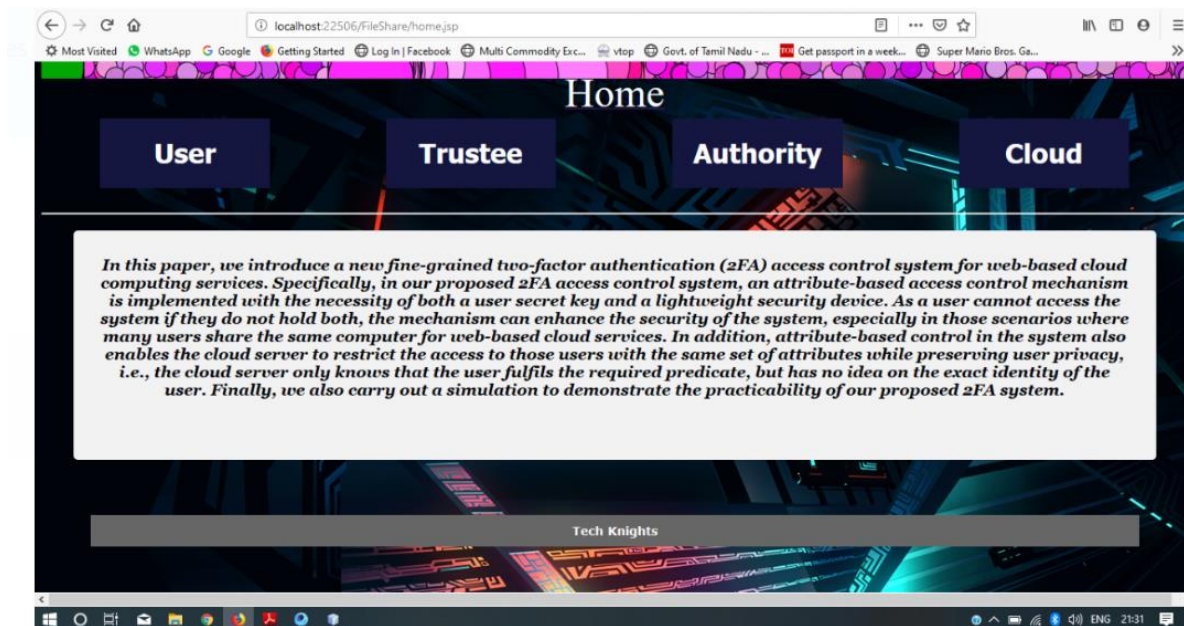 localhost:22506/FileShare/home.jsp
Most Visited WhatsApp Google Getting Started Log In | Facebook Multi Commodity Exc... vtop Govt. of Tamil Nadu - ... TOI Get passport in a week... Super Mario Bros. Ga...
Home
User Trustee Authority Cloud
In this paper, we introduce a new fine-grained two-factor authentication (2FA) access control system for web-based cloud
computing services. Specifically, in our proposed 2FA access control system, an attribute-based access control mechanism
is implemented with the necessity of both a user secret key and a lightweight security device. As a user cannot access the
system if they do not hold both, the mechanism can enhance the security of the system, especially in those scenarios where
many users share the same computer for web-based cloud services. In addition, attribute-based control in the system also
enables the cloud server to restrict the access to those users with the same set of attributes while preserving user privacy,
i.e., the cloud server only knows that the user fulfils the required predicate, but has no idea on the exact identity of the
user. Finally, we also carry out a simulation to demonstrate the practicability of our proposed 2FA system.
Tech Knights
ENG 21:31